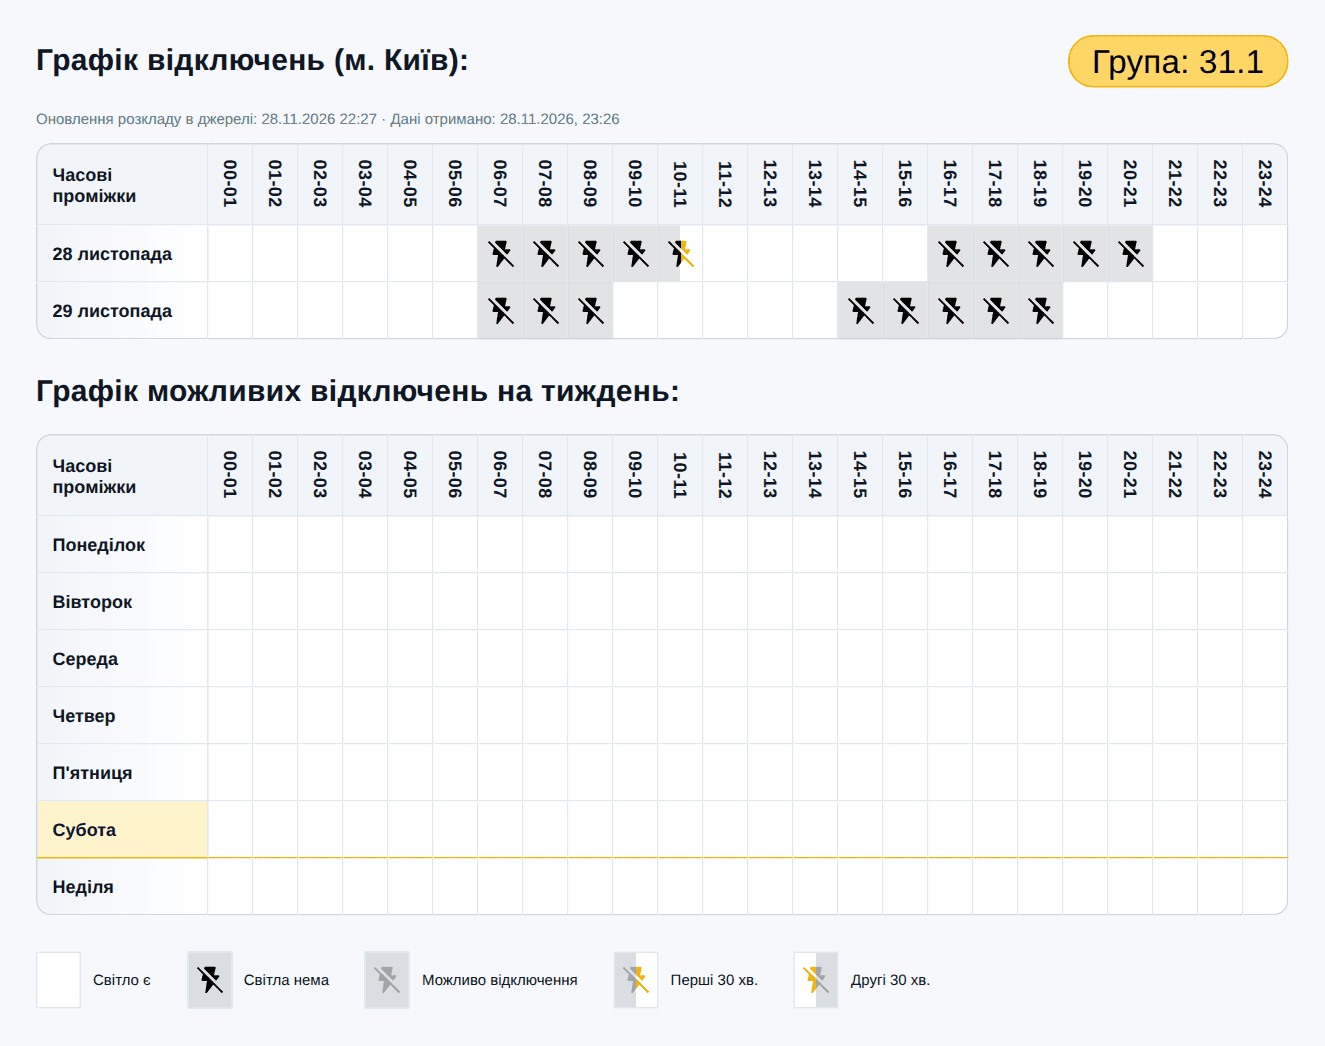 Графік відключень (м. Київ):
Група: 31.1
Оновлення розкладу в джерелі: 28.11.2026 22:27 · Дані отримано: 28.11.2026, 23:26
Часові
проміжки
00-01 01-02 02-03 03-04 04-05 05-06 06-07 07-08 08-09 09-10 10-11 11-12 12-13 13-14 14-15 15-16 16-17 17-18 18-19 19-20 20-21 21-22 22-23 23-24
28 листопада
29 листопада
Графік можливих відключень на тиждень:
Часові
проміжки
00-01 01-02 02-03 03-04 04-05 05-06 06-07 07-08 08-09 09-10 10-11 11-12 12-13 13-14 14-15 15-16 16-17 17-18 18-19 19-20 20-21 21-22 22-23 23-24
Понеділок
Вівторок
Середа
Четвер
П'ятниця
Субота
Неділя
Світло є
Світла нема
Можливо відключення
Перші 30 хв.
Другі 30 хв.